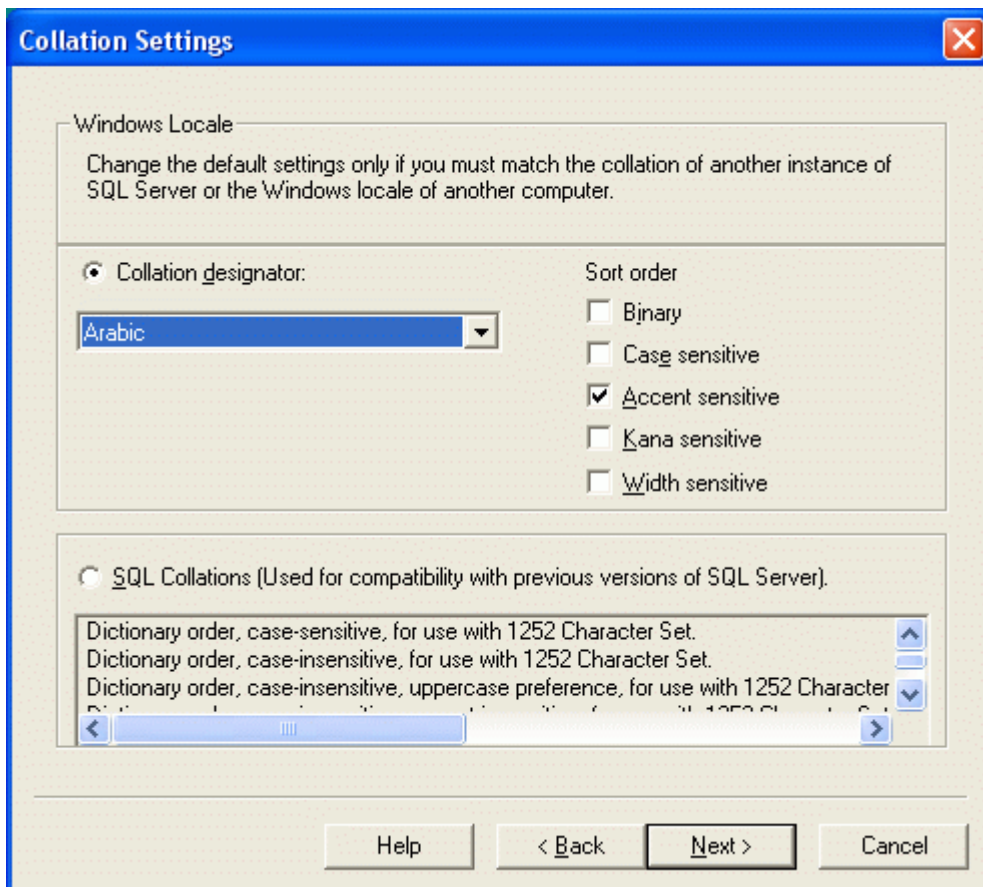 Collation Settings
Windows Locale
Change the default settings only if you must match the collation of another instance of
SQL Server or the Windows locale of another computer.
Collation designator:
Arabic
Sort order
Binary
Case sensitive
Accent sensitive
Kana sensitive
Width sensitive
SQL Collations (Used for compatibility with previous versions of SQL Server).
Dictionary order, case-sensitive, for use with 1252 Character Set.
Dictionary order, case-insensitive, for use with 1252 Character Set.
Dictionary order, case-insensitive, uppercase preference, for use with 1252 Character
Help
< Back
Next >
Cancel